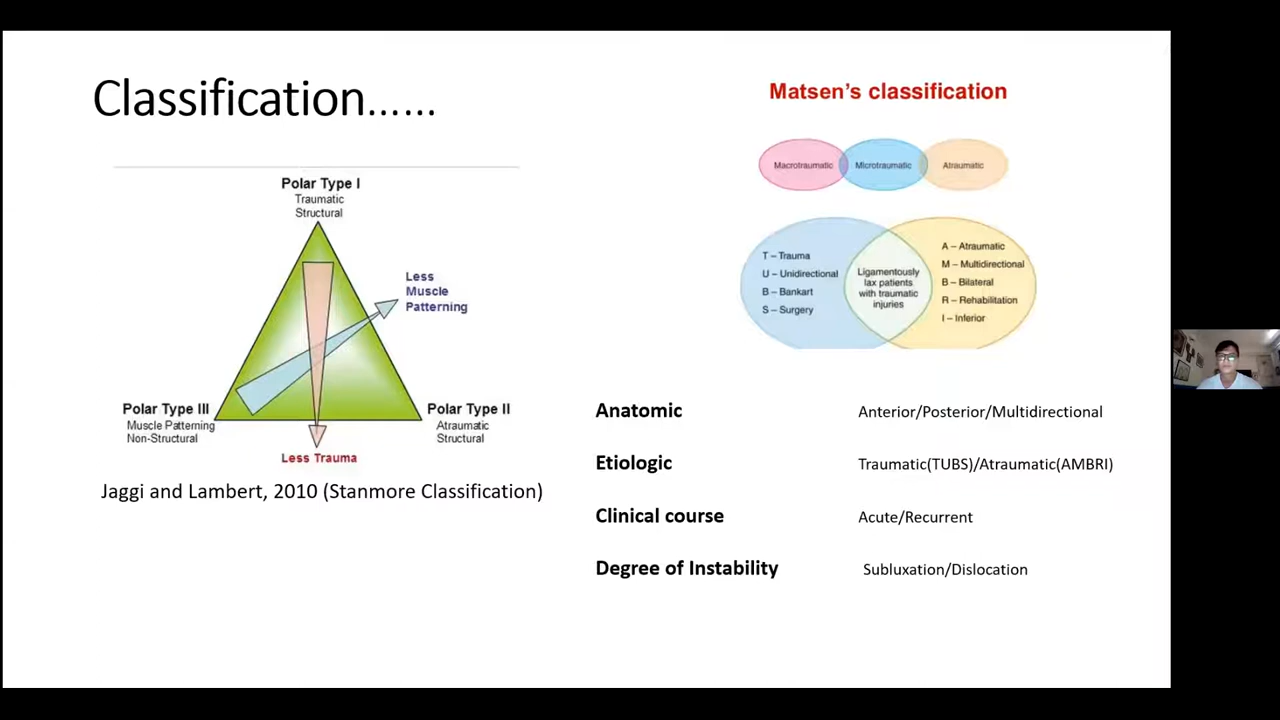 Classification......
Polar Type I
Traumatic
Structural
Less
Muscle
Patterning
Polar Type III
Muscle Patterning
Non-Structural
Polar Type II
Atraumatic
Structural
Less Trauma
Jaggi and Lambert, 2010 (Stanmore Classification)
Matsen's classification
Macrotraumatic
Microtraumatic
Atraumatic
T – Trauma
U – Unidirectional
B – Bankart
S – Surgery
Ligamentously
lax patients
with traumatic
injuries
A – Atraumatic
M – Multidirectional
B – Bilateral
R – Rehabilitation
I – Inferior
Anatomic
Anterior/Posterior/Multidirectional
Etiologic
Traumatic(TUBS)/Atraumatic(AMBRI)
Clinical course
Acute/Recurrent
Degree of Instability
Subluxation/Dislocation